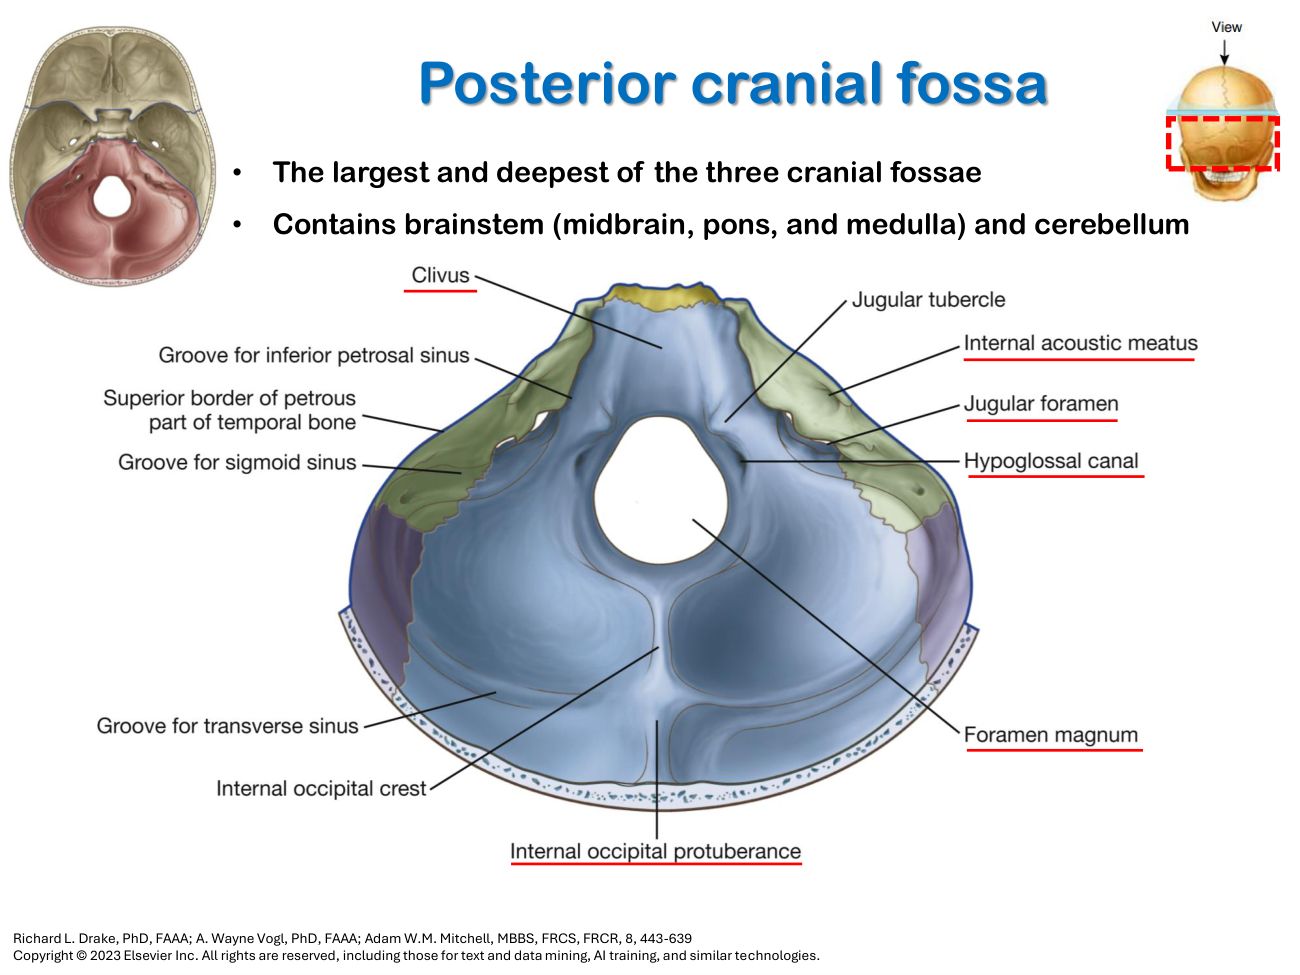 View
Posterior cranial fossa
• The largest and deepest of the three cranial fossae
• Contains brainstem (midbrain, pons, and medulla) and cerebellum
Clivus
Jugular tubercle
Groove for inferior petrosal sinus
Internal acoustic meatus
Superior border of petrous
part of temporal bone
Jugular foramen
Groove for sigmoid sinus
Hypoglossal canal
Groove for transverse sinus
Foramen magnum
Internal occipital crest
Internal occipital protuberance
Richard L. Drake, PhD, FAAA; A. Wayne Vogl, PhD, FAAA; Adam W.M. Mitchell, MBBS, FRCS, FRCR, 8, 443-639
Copyright © 2023 Elsevier Inc. All rights are reserved, including those for text and data mining, AI training, and similar technologies.